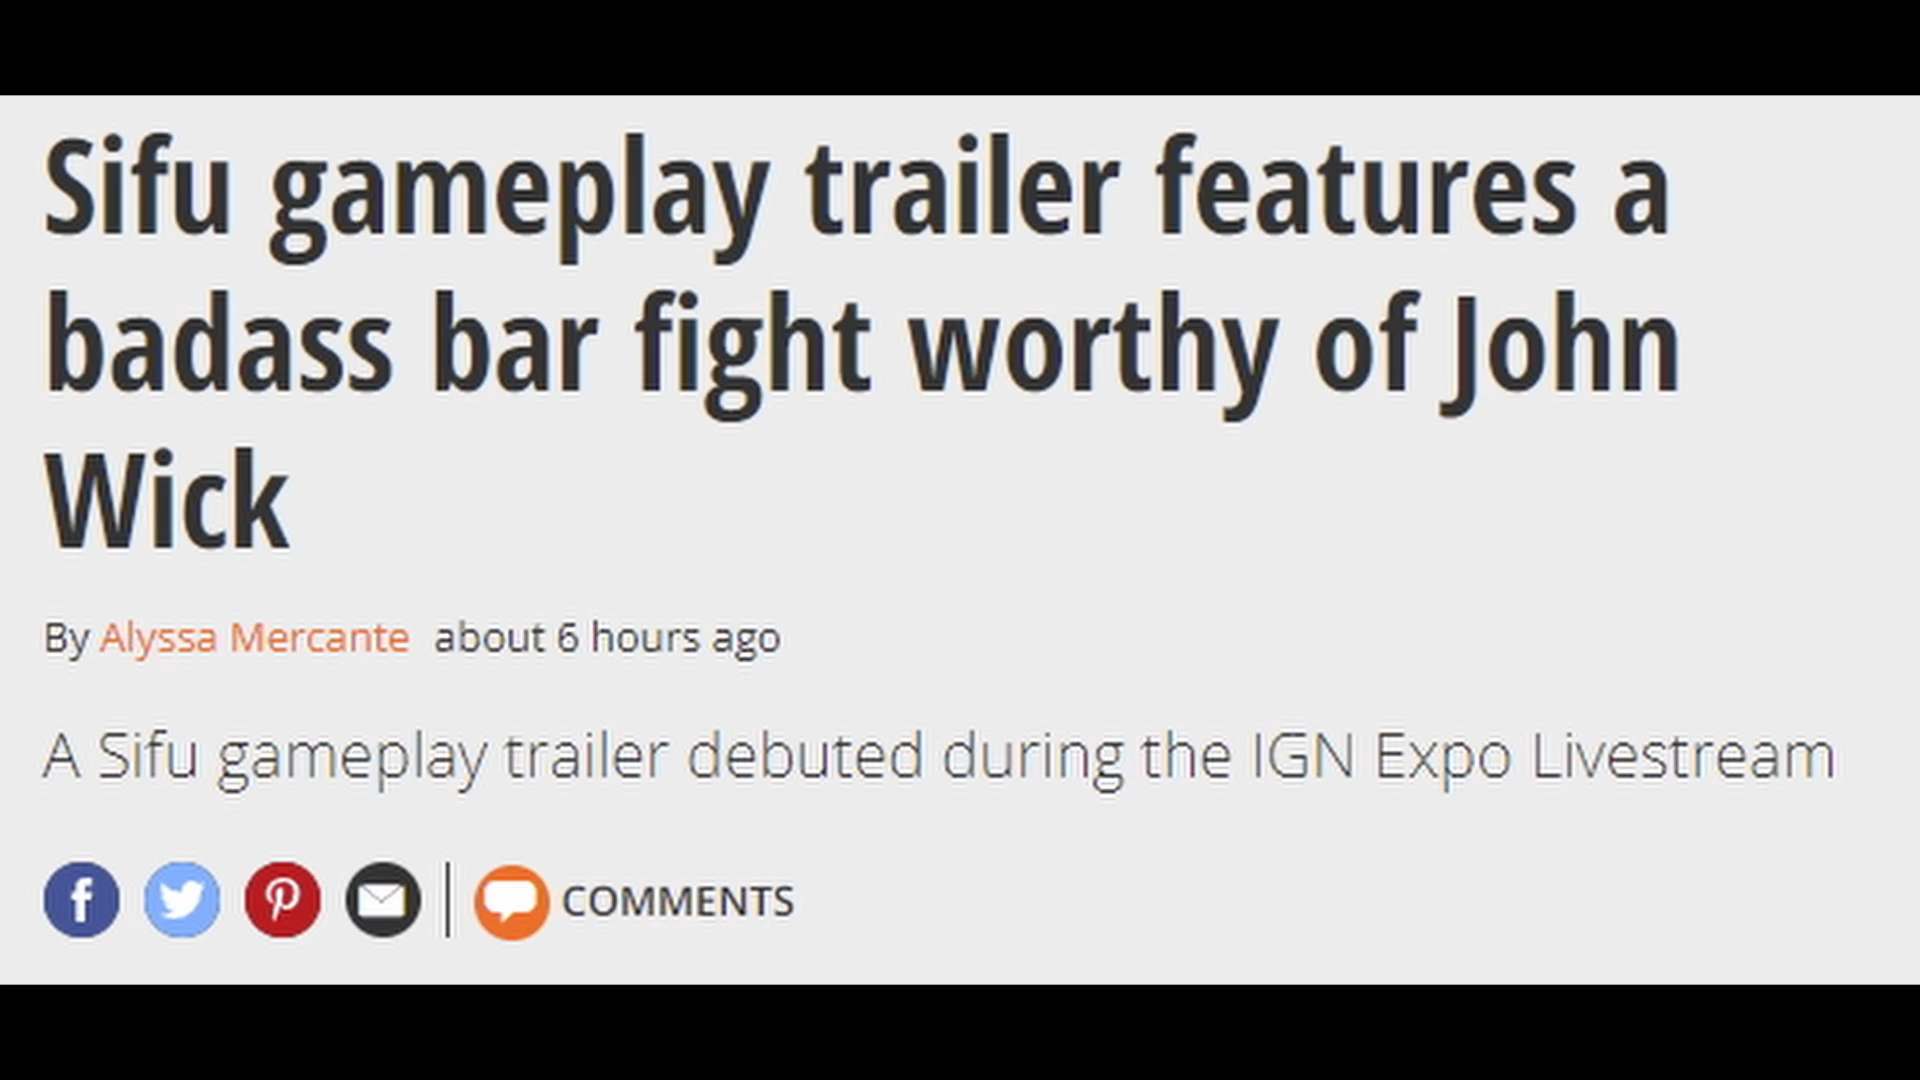 Sifu gameplay trailer features a
badass bar fight worthy of John
Wick
By Alyssa Mercante about 6 hours ago
A Sifu gameplay trailer debuted during the IGN Expo Livestream
COMMENTS